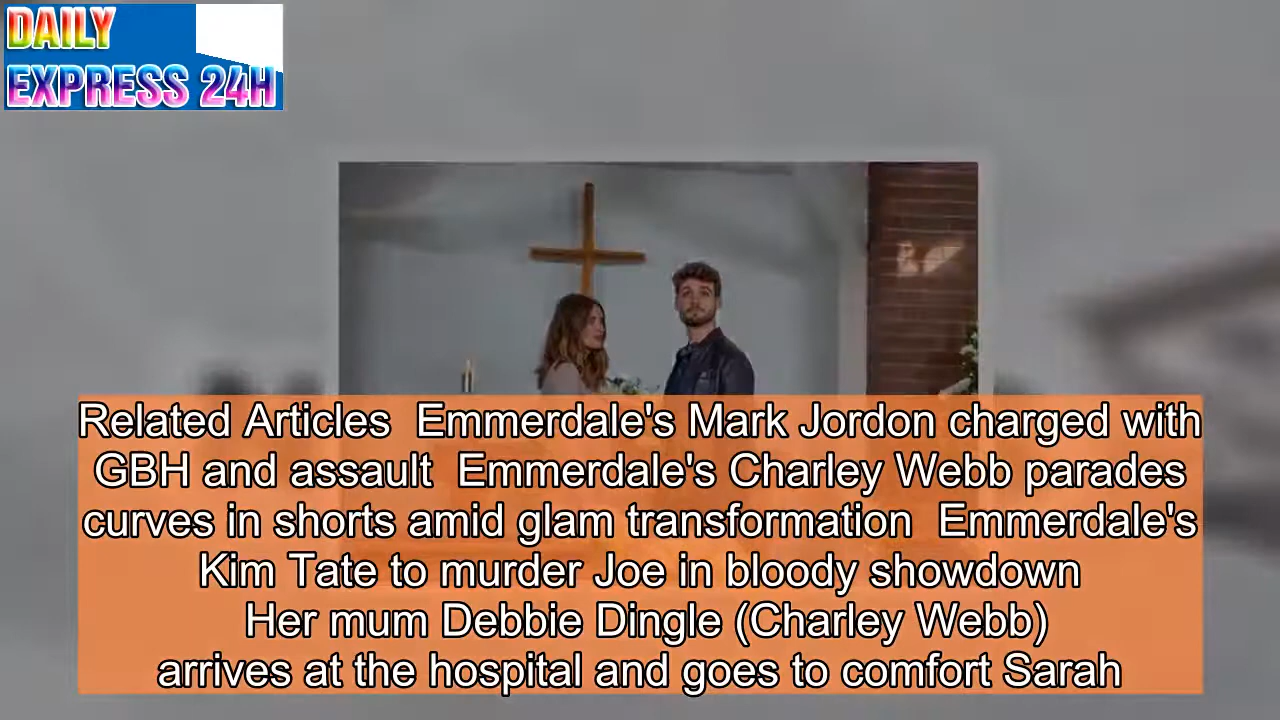 DAILY
EXPRESS 24H
Related Articles  Emmerdale's Mark Jordon charged with
GBH and assault  Emmerdale's Charley Webb parades
curves in shorts amid glam transformation  Emmerdale's
Kim Tate to murder Joe in bloody showdown
Her mum Debbie Dingle (Charley Webb)
arrives at the hospital and goes to comfort Sarah